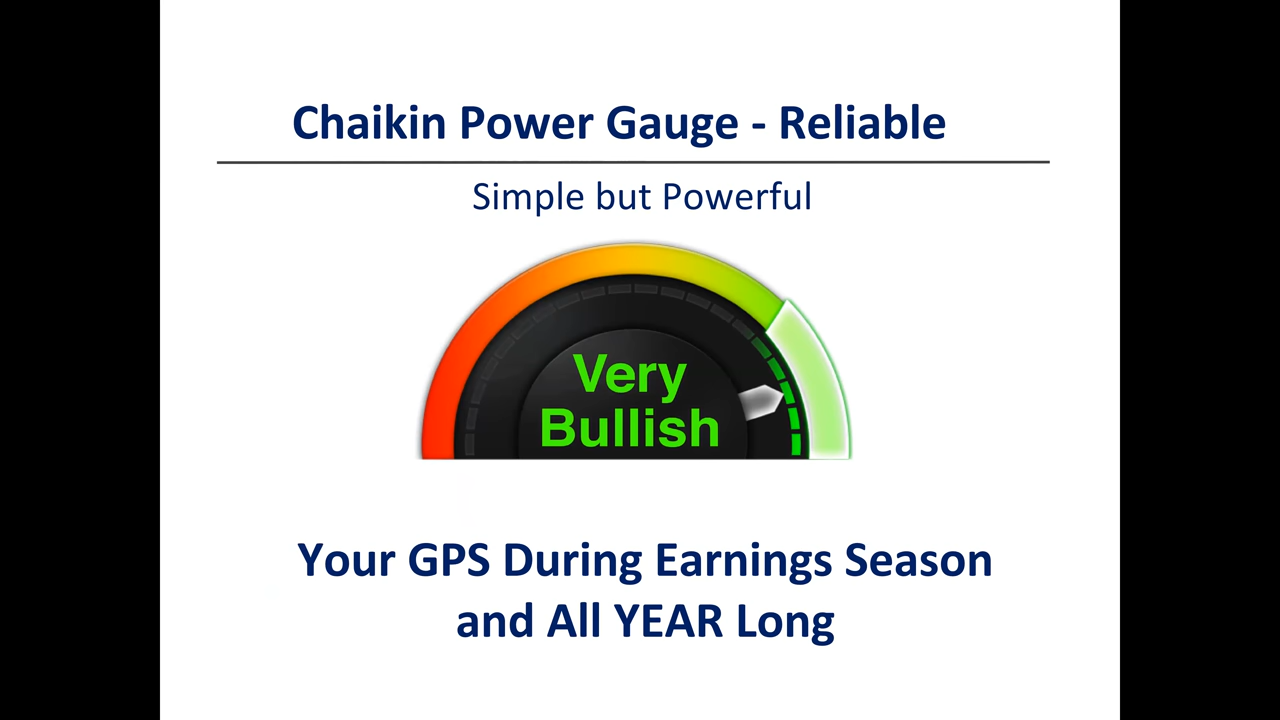 Chaikin Power Gauge - Reliable
Simple but Powerful
Very
Bullish
Your GPS During Earnings Season
and All YEAR Long